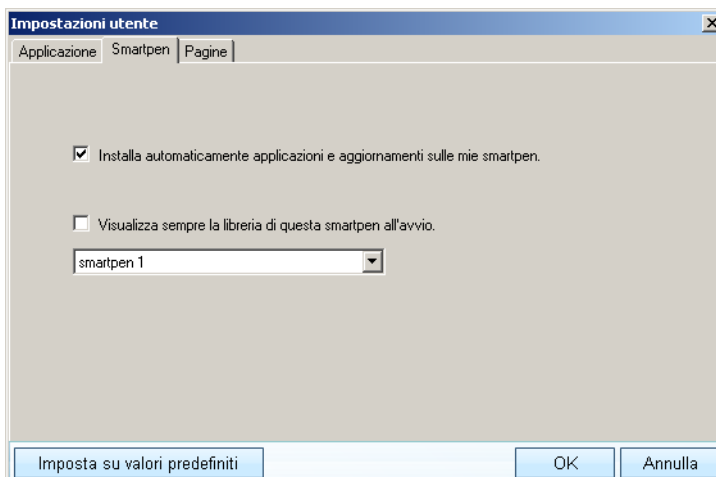 Impostazioni utente
Applicazione Smartpen Pagine
Installa automaticamente applicazioni e aggiornamenti sulle mie smartpen.
Visualizza sempre la libreria di questa smartpen all'avvio.
smartpen 1
Imposta su valori predefiniti OK Annulla